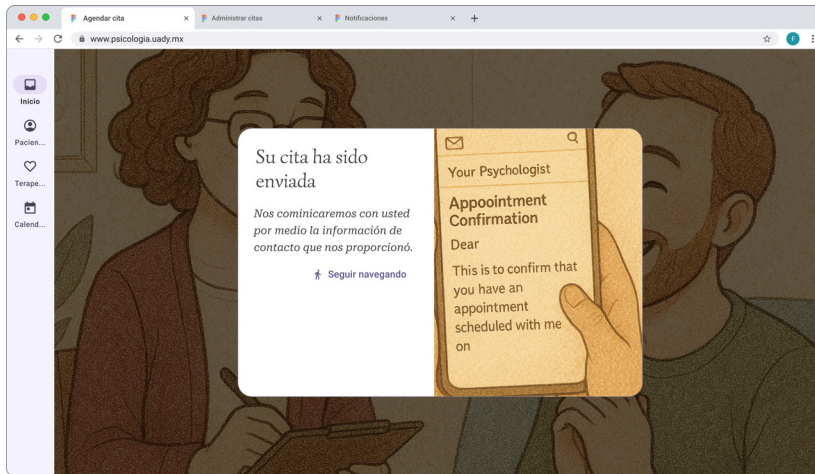 Agendar cita
Administrar citas
Notificaciones
www.psicologia.uady.mx
F
Inicio
Pacien...
Terape...
Calend...
Su cita ha sido
enviada
Nos cominicaremos con usted
por medio la información de
contacto que nos proporcionó.
Seguir navegando
Your Psychologist
Appoointment
Confirmation
Dear
This is to confirm that
you have an
appointment
scheduled with me
on